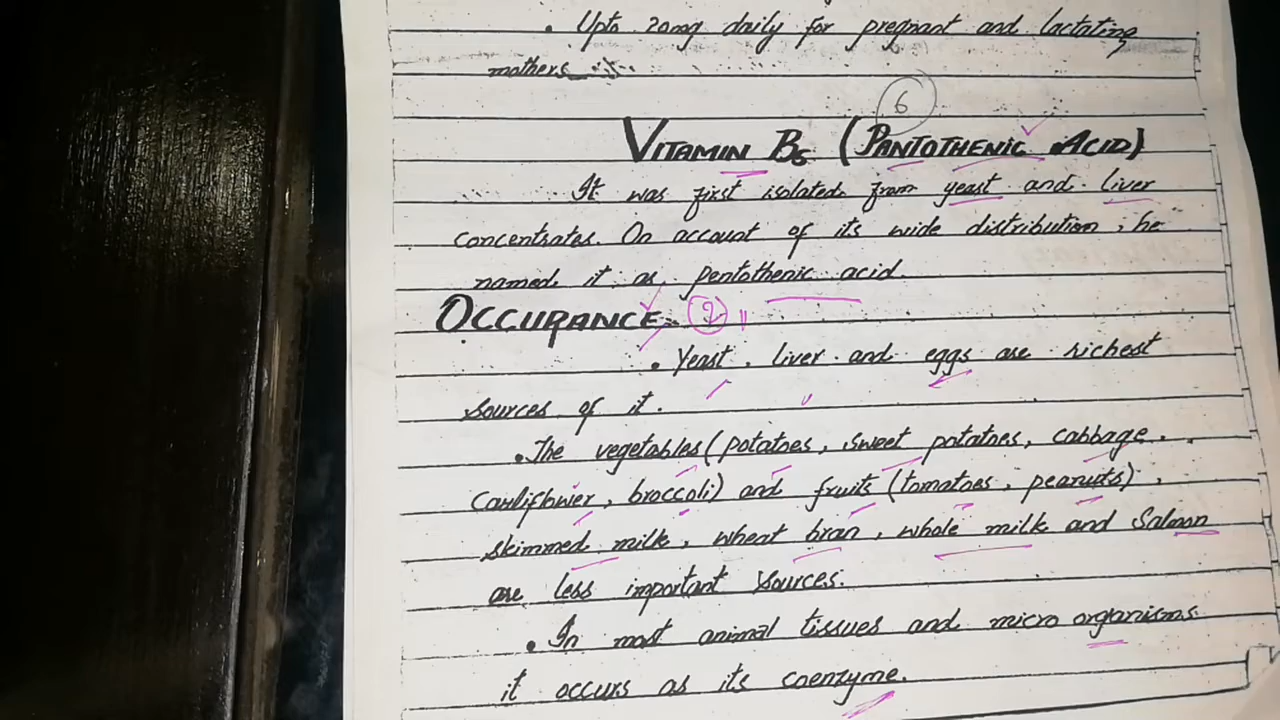 • Upto 20mg daily for pregnant and lactating
mothers
6
VITAMIN B5 (PANTOTHENIC ACID)
It was first isolated from yeast and liver
concentrates. On account of its wide distribution, he
named it as pentothenic acid.
OCCURANCE:
• Yeast, liver and eggs are richest
sources of it.
• The vegetables (potatoes, sweet potatoes, cabbage,
cauliflower, broccoli) and fruits (tomatoes, peanuts),
skimmed milk, wheat bran, whole milk and Salmon
are less important sources.
• In most animal tissues and micro organisms
it occurs as its coenzyme.